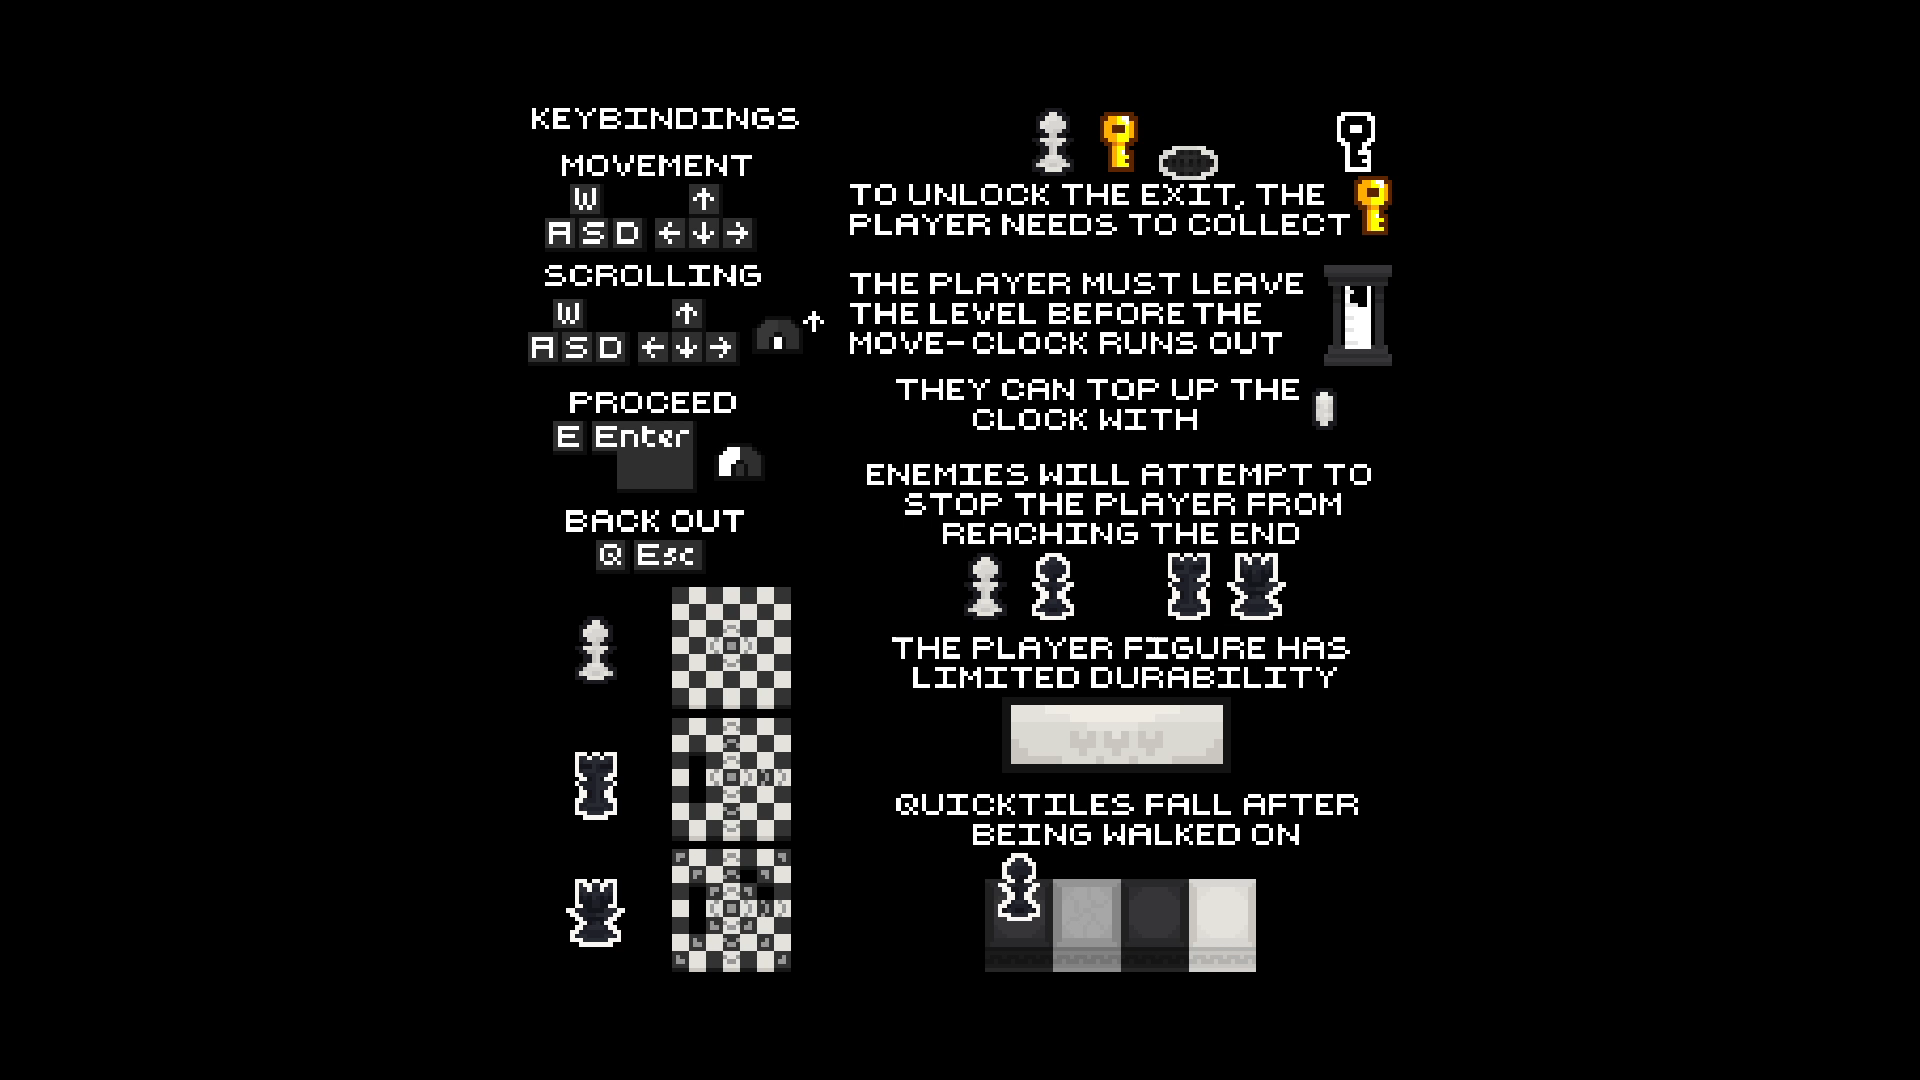 KEYBINDINGS
MOVEMENT
W ↑
A S D ← ↓ →
SCROLLING
W ↑
A S D ← ↓ → ↑
PROCEED
E Enter
BACK OUT
Q Esc
TO UNLOCK THE EXIT, THE
PLAYER NEEDS TO COLLECT
THE PLAYER MUST LEAVE
THE LEVEL BEFORE THE
MOVE-CLOCK RUNS OUT
THEY CAN TOP UP THE
CLOCK WITH
ENEMIES WILL ATTEMPT TO
STOP THE PLAYER FROM
REACHING THE END
THE PLAYER FIGURE HAS
LIMITED DURABILITY
QUICKTILES FALL AFTER
BEING WALKED ON